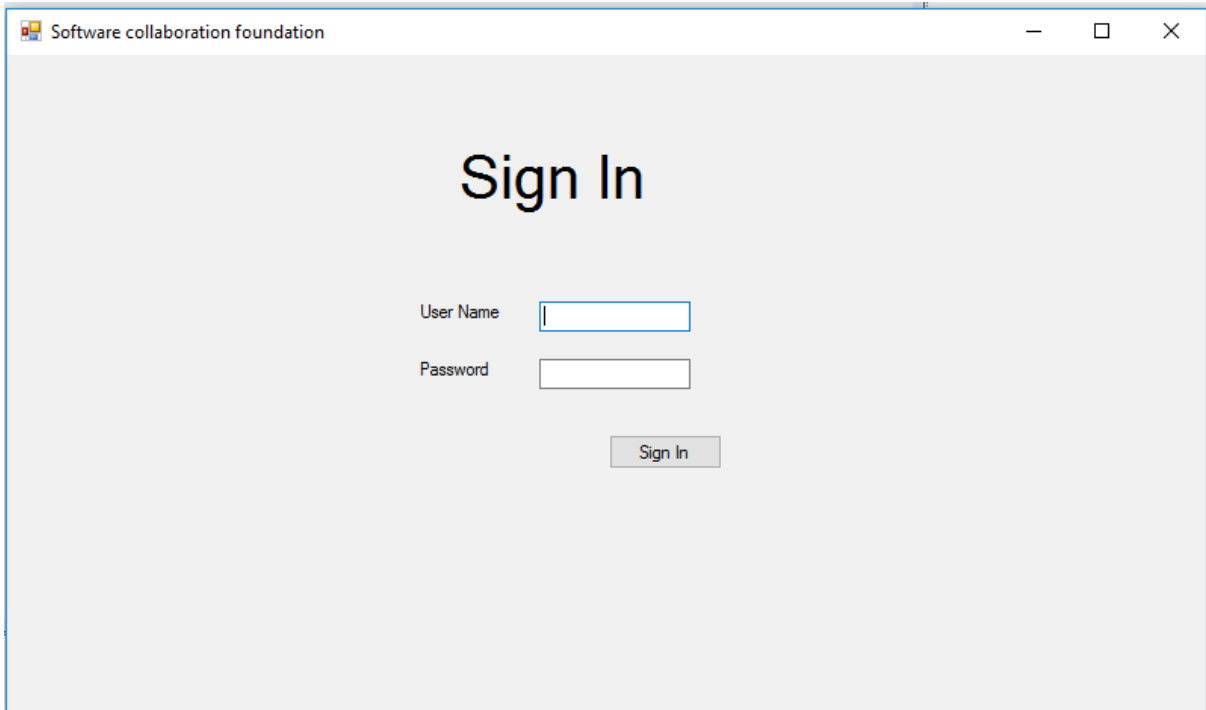 Software collaboration foundation
Sign In
User Name
Password
Sign In